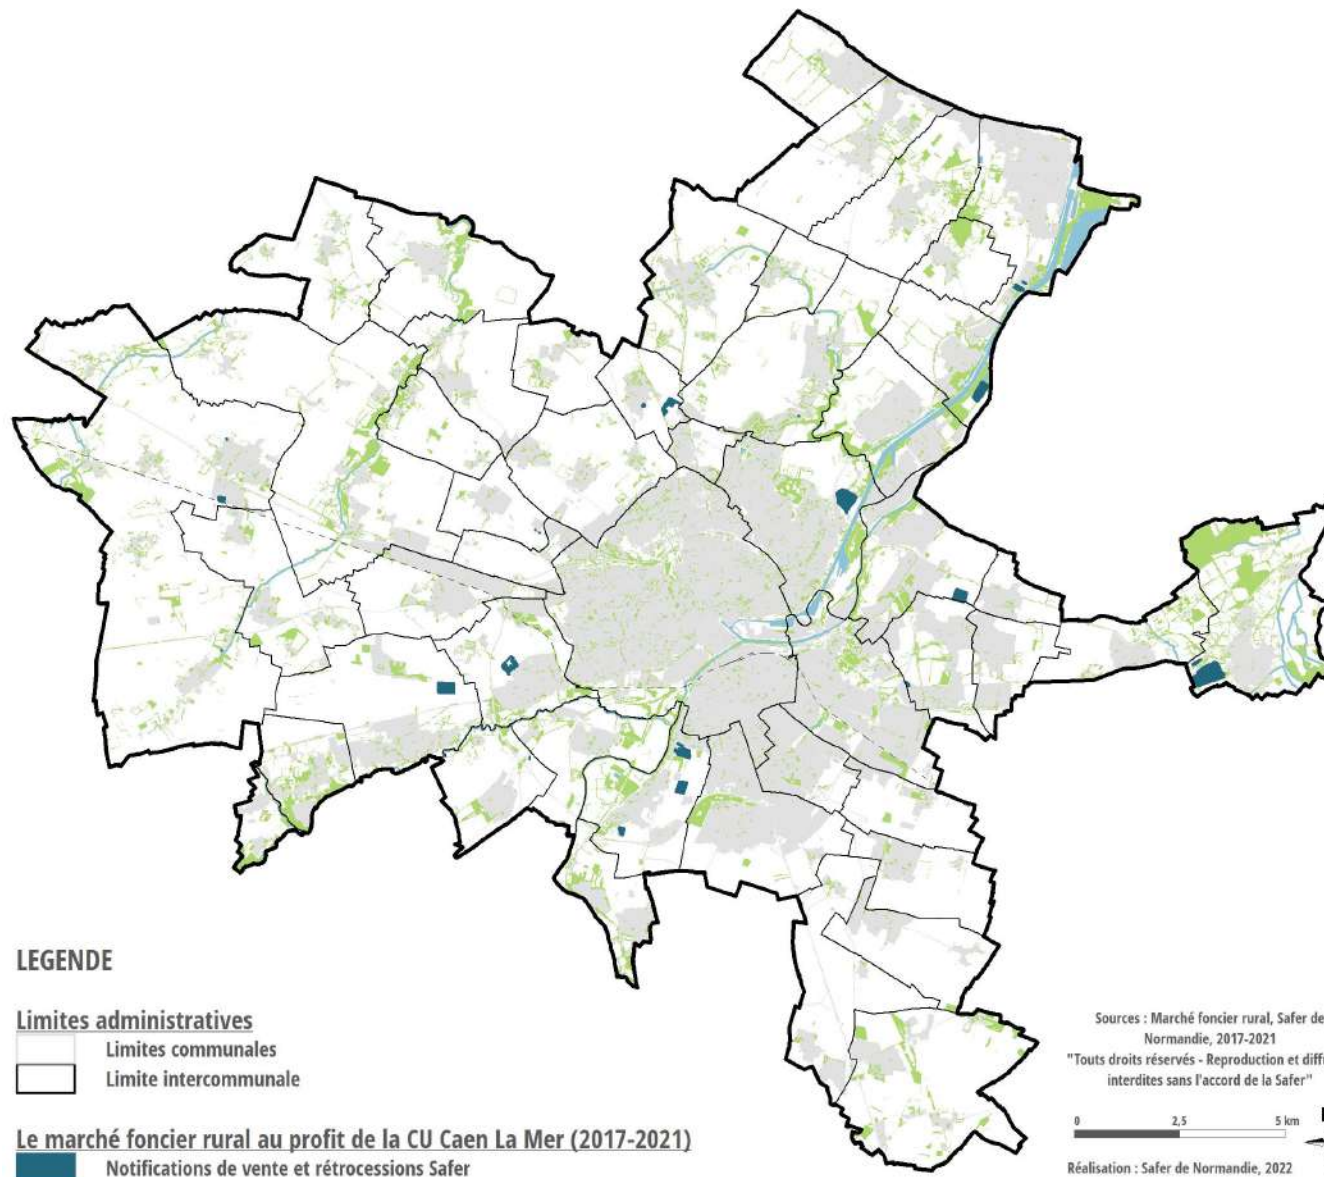 LEGENDE
Limites administratives
Limites communales
Limite intercommunale
Le marché foncier rural au profit de la CU Caen La Mer (2017-2021)
Notifications de vente et rétrocessions Safer
Sources : Marché foncier rural, Safer de
Normandie, 2017-2021
"Touts droits réservés - Reproduction et diff
interdites sans l'accord de la Safer"
0 2,5 5 km
Réalisation : Safer de Normandie, 2022